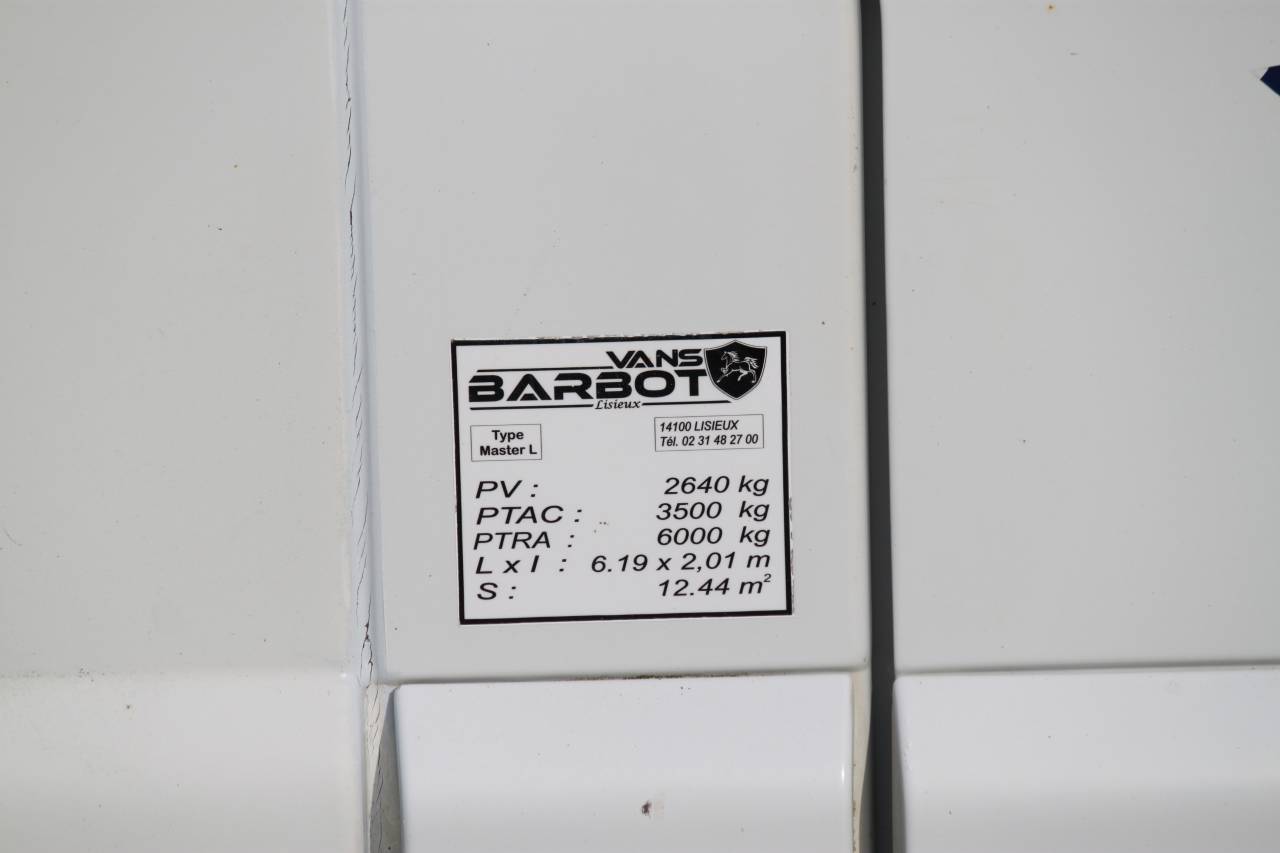 VANS
BARBOT
Lisieux
Type
Master L
14100 LISIEUX
Tél. 02 31 48 27 00
PV : 2640 kg
PTAC : 3500 kg
PTRA : 6000 kg
L x l : 6.19 x 2,01 m
S : 12.44 m²